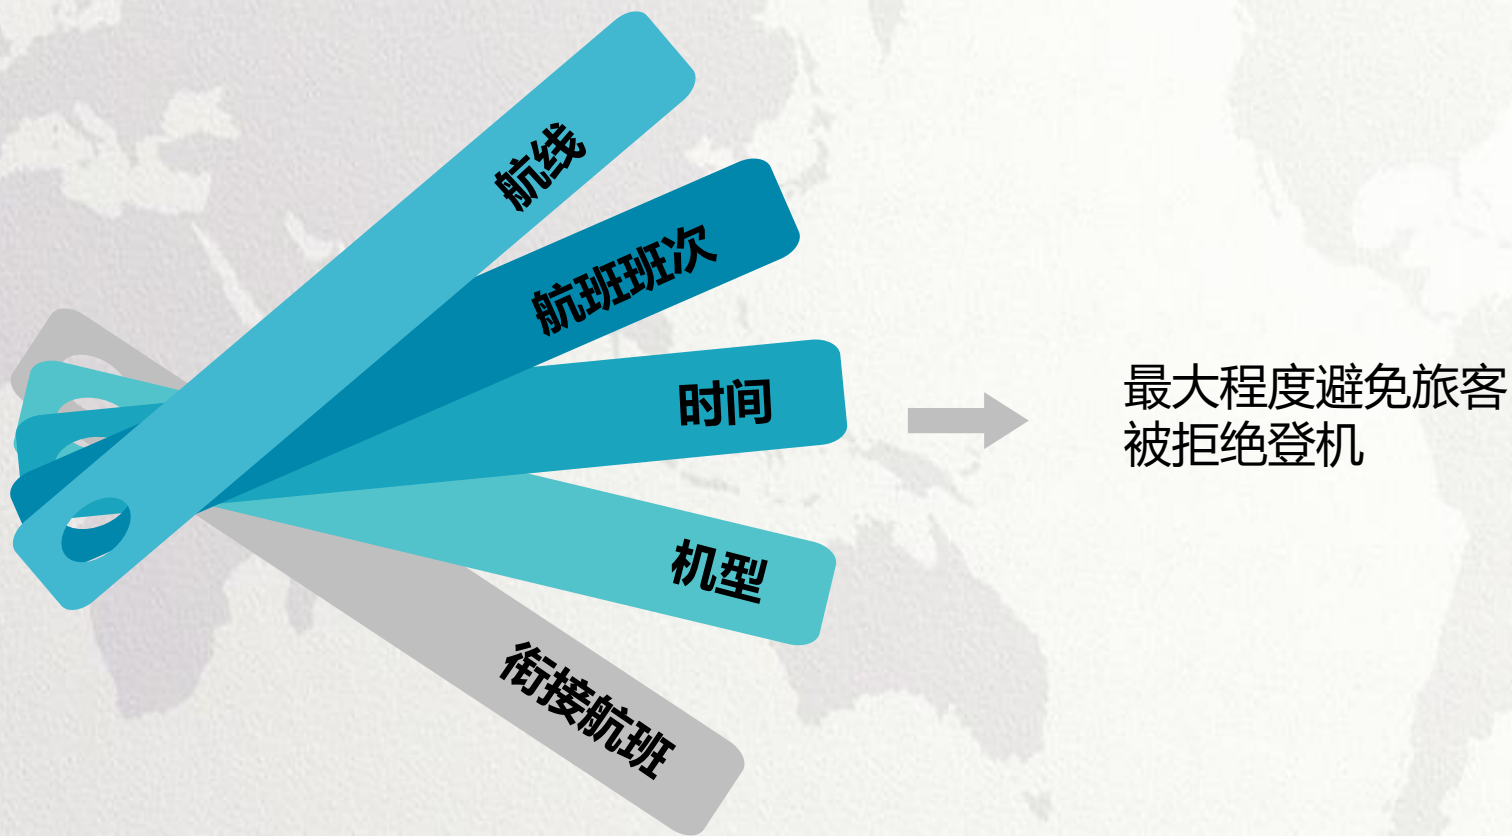 航线
航班班次
时间
机型
衔接航班
最大程度避免旅客
被拒绝登机